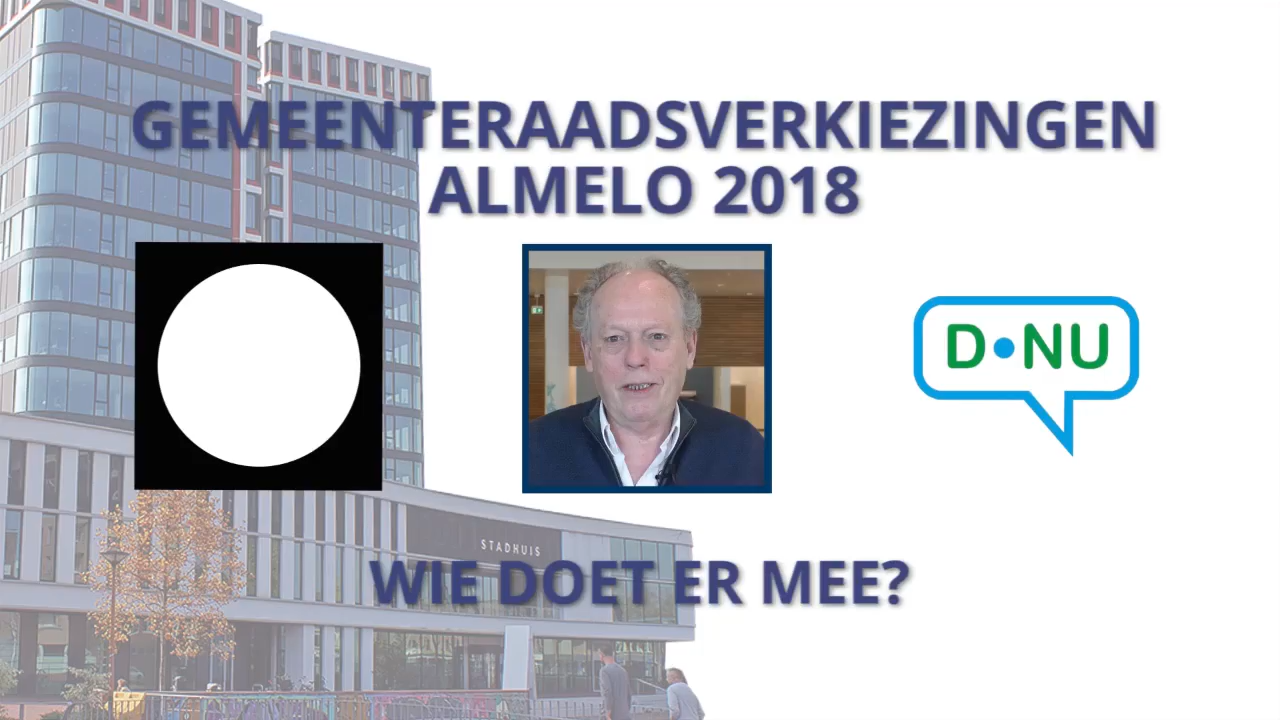 GEMEENTERAADSVERKIEZINGEN
ALMELO 2018
D•NU
STADHUIS
WIE DOET ER MEE?